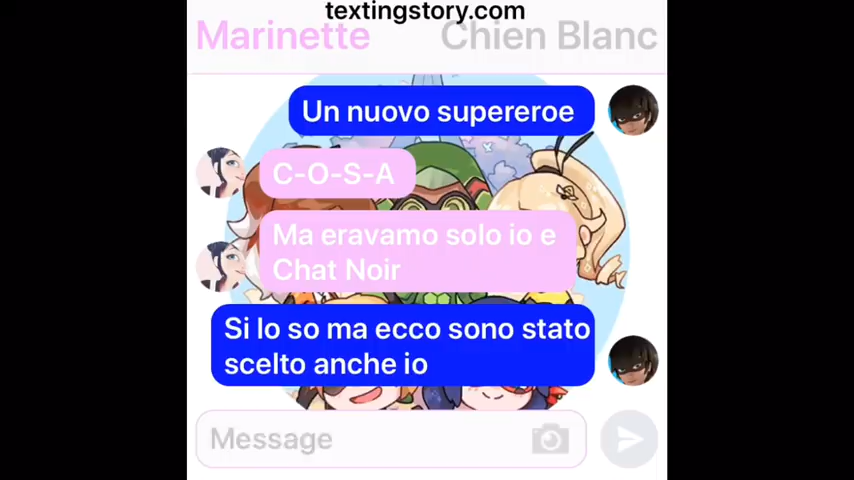 textingstory.com
Marinette
Chien Blanc
Un nuovo supereroe
C-O-S-A
Ma eravamo solo io e
Chat Noir
Si lo so ma ecco sono stato
scelto anche io
Message